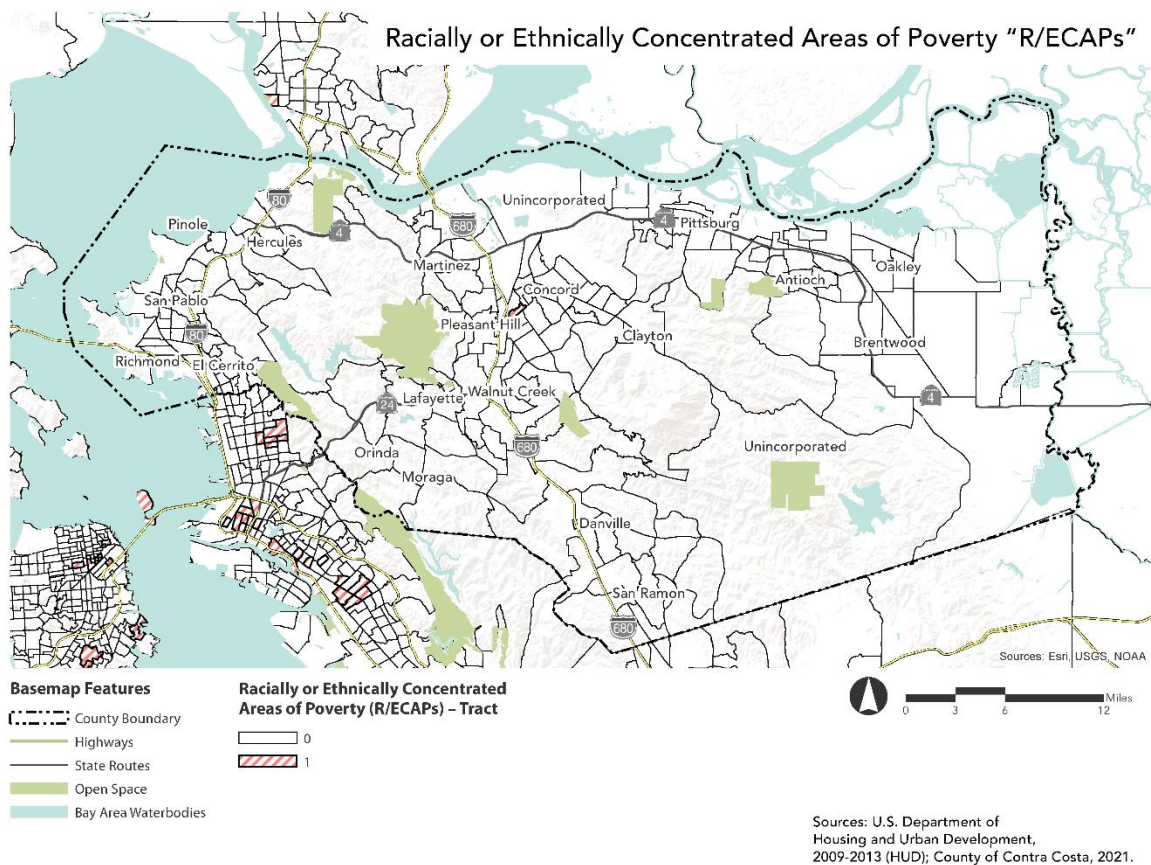 Racially or Ethnically Concentrated Areas of Poverty "R/ECAPs"
80
Unincorporated
Pinole
680
4
Pittsburg
4
Hercules
Martinez
Oakley
Antioch
Concord
San Pablo
Pleasant Hill
80
Clayton
Brentwood
Richmond
El Cerrito
Walnut Creek
4
Lafayette
24
680
Unincorporated
Orinda
Moraga
Danville
San Ramon
680
Sources: Esri, USGS, NOAA
Basemap Features
County Boundary
Highways
State Routes
Open Space
Bay Area Waterbodies
Racially or Ethnically Concentrated
Areas of Poverty (R/ECAPs) – Tract
0
1
Miles
0 3 6 12
Sources: U.S. Department of
Housing and Urban Development,
2009-2013 (HUD); County of Contra Costa, 2021.